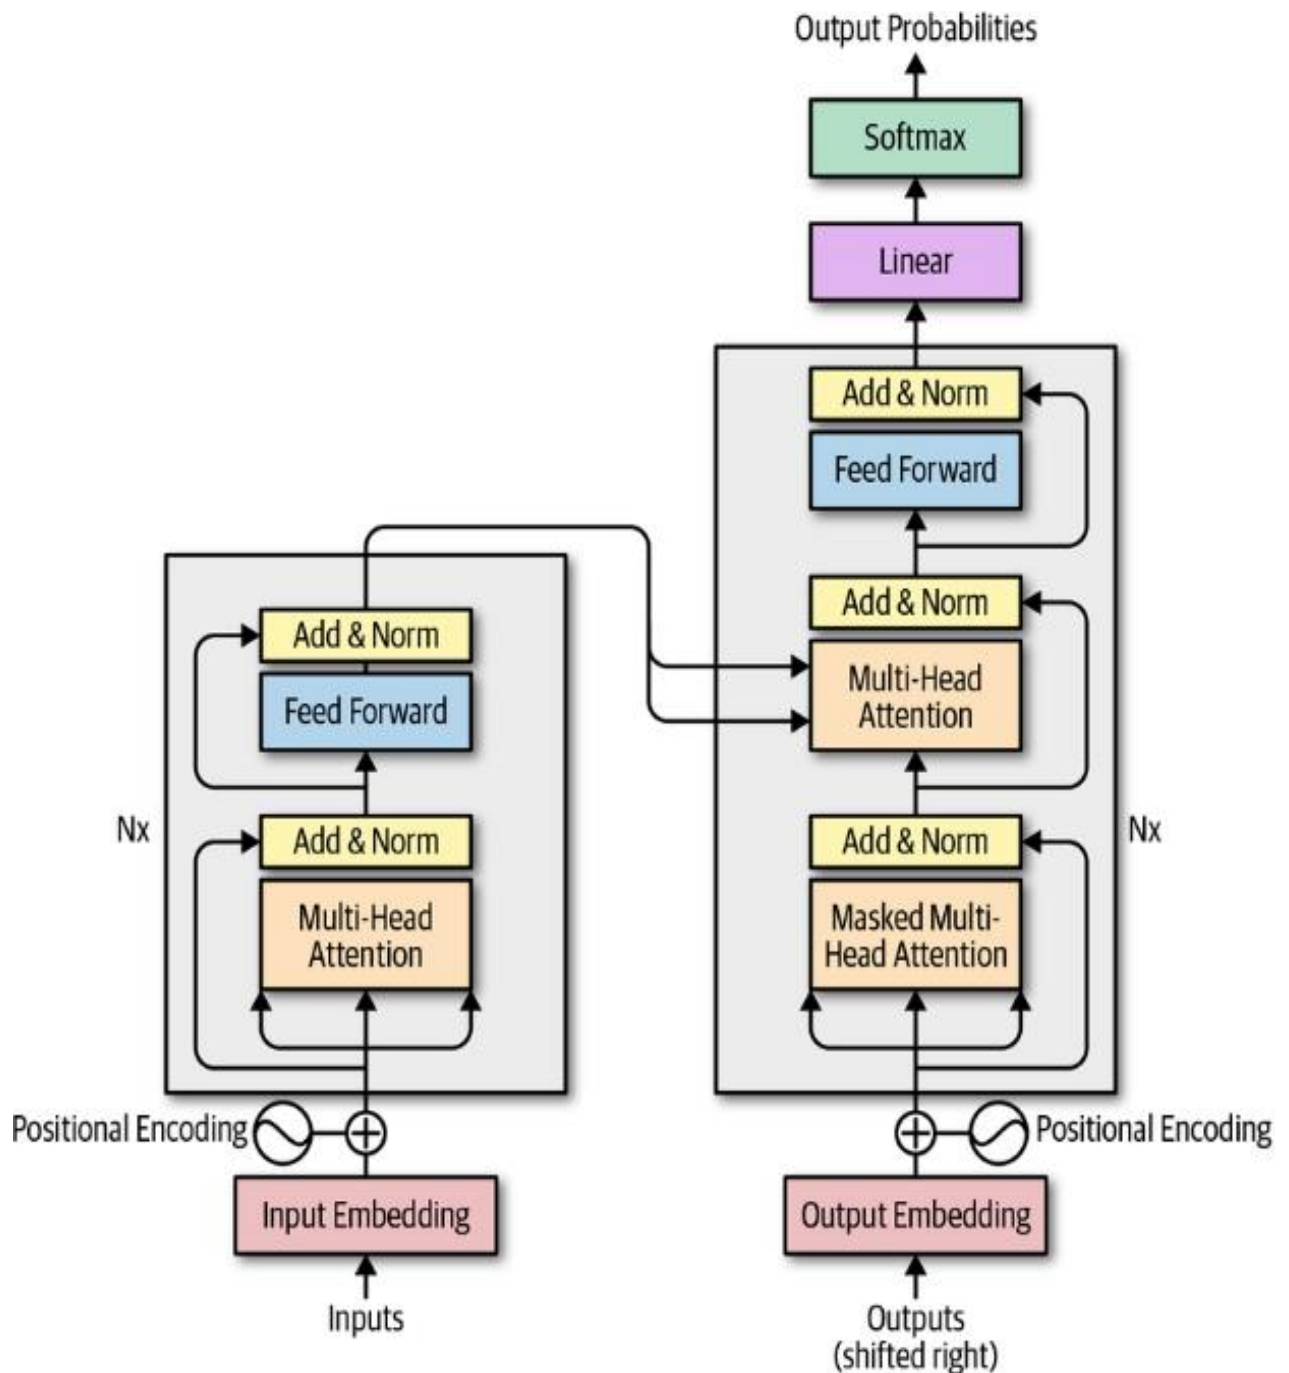 Output Probabilities
Softmax
Linear
Add & Norm
Feed Forward
Add & Norm
Multi-Head
Attention
Add & Norm
Masked Multi-
Head Attention
Nx
Add & Norm
Feed Forward
Add & Norm
Multi-Head
Attention
Nx
Positional Encoding
Positional Encoding
Input Embedding
Output Embedding
Inputs
Outputs
(shifted right)